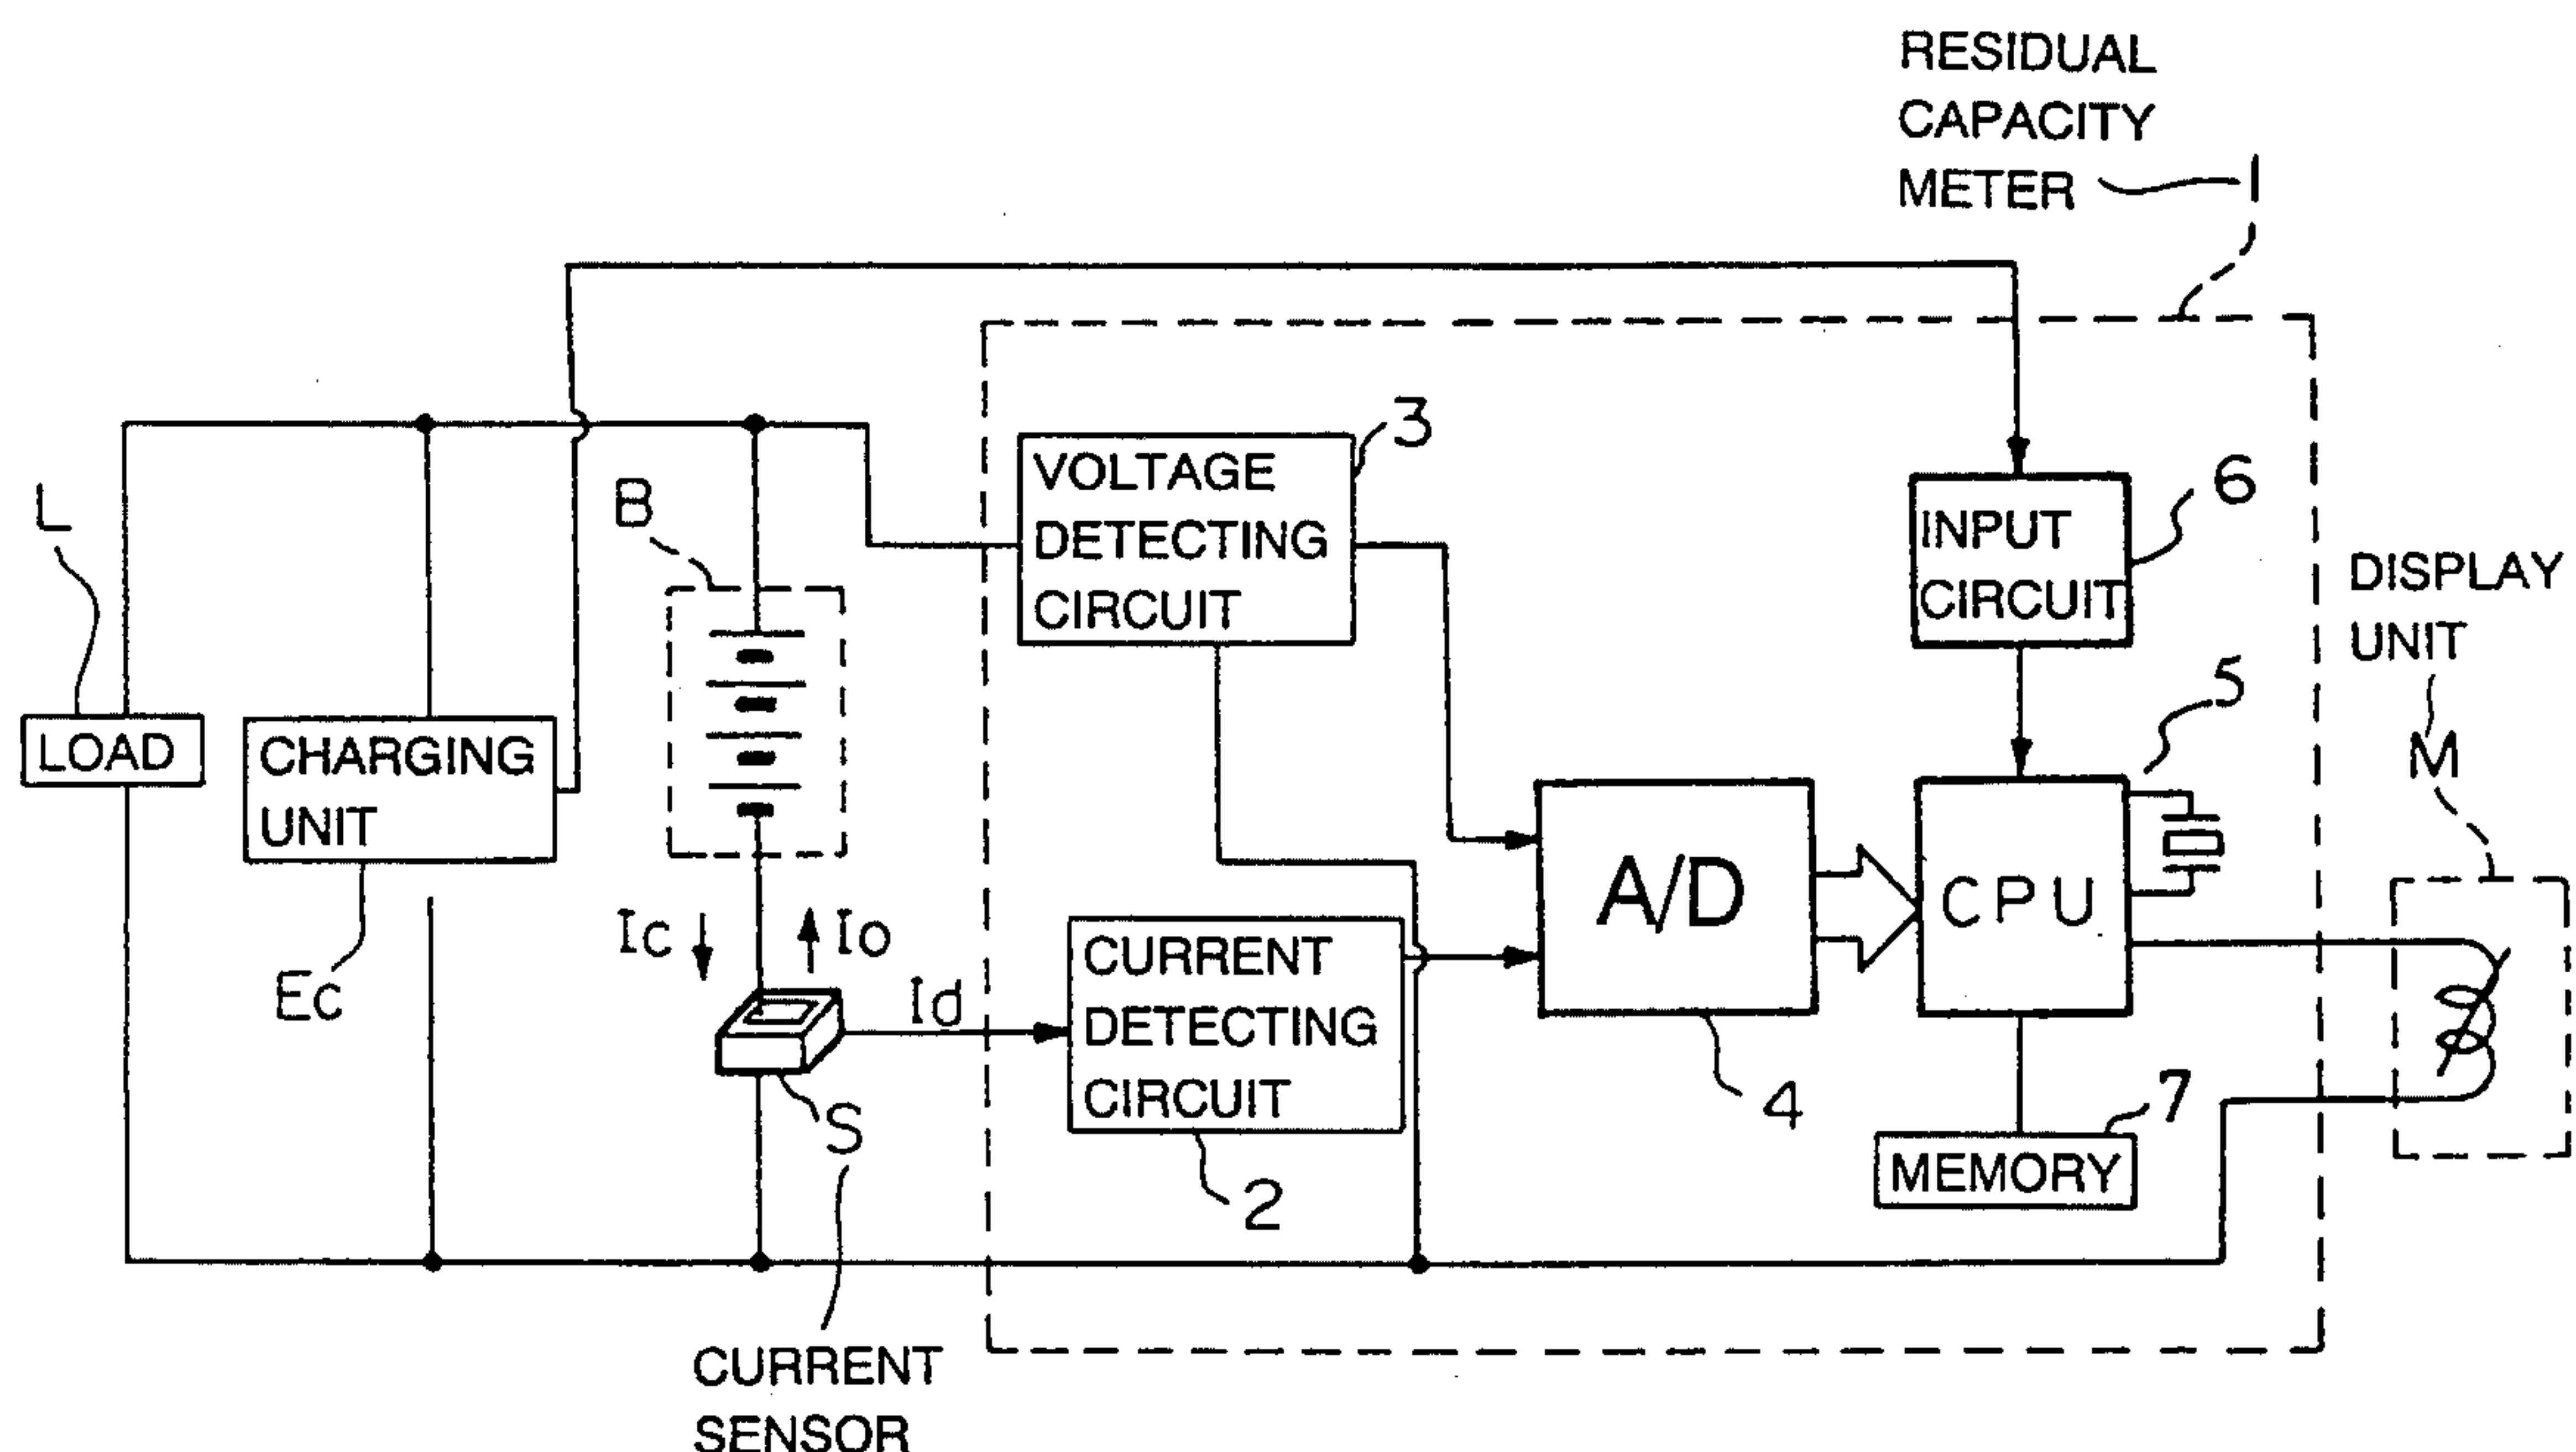 RESIDUAL
CAPACITY
METER
1
L
B
3
VOLTAGE
DETECTING
CIRCUIT
6
INPUT
CIRCUIT
DISPLAY
UNIT
M
5
LOAD
CHARGING
UNIT
Ec
Ic
Io
Id
S
CURRENT
DETECTING
CIRCUIT
2
A/D
4
CPU
7
MEMORY
CURRENT
SENSOR